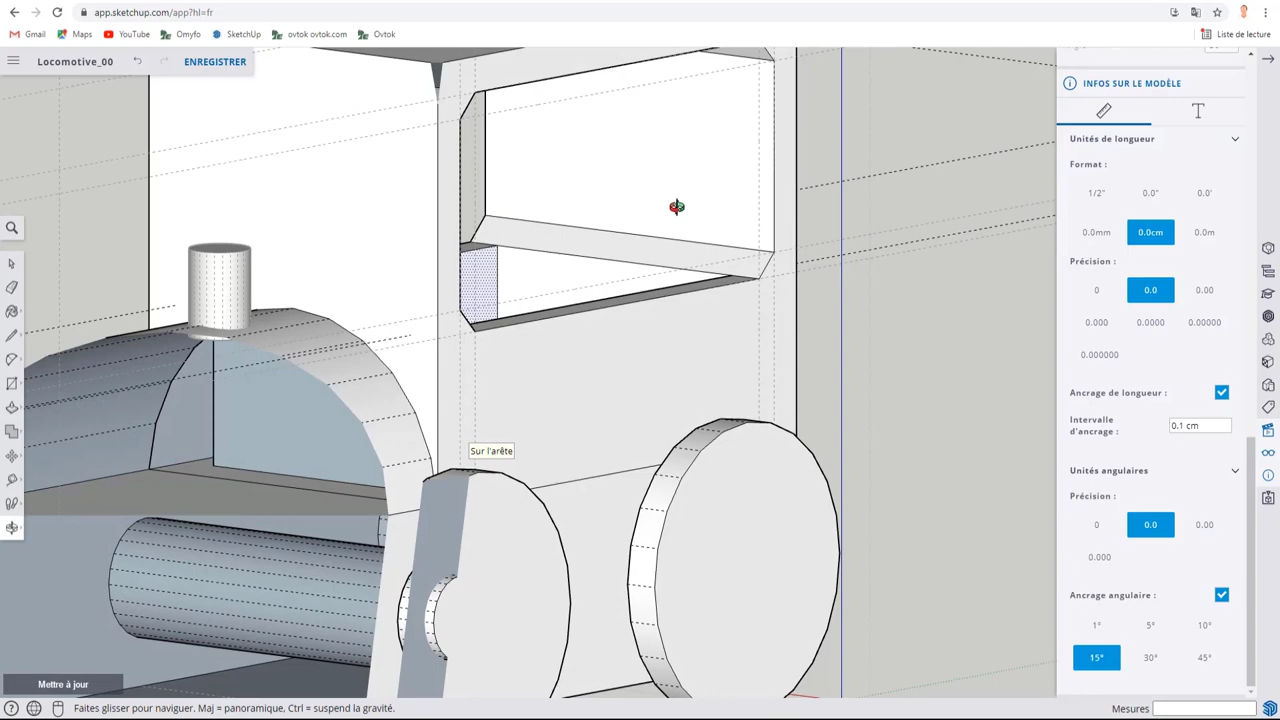 app.sketchup.com/app?hl=fr
Gmail
Maps
YouTube
Omyfo
SketchUp
ovtok ovtok.com
Ovtok
Liste de lecture
Locomotive_00
ENREGISTRER
INFOS SUR LE MODÈLE
Unités de longueur
Format :
1/2"
0.0"
0.0'
0.0mm
0.0cm
0.0m
Précision :
0
0.0
0.00
0.000
0.0000
0.00000
0.000000
Ancrage de longueur :
Intervalle
d'ancrage :
0.1 cm
Unités angulaires
Précision :
0
0.0
0.00
0.000
Ancrage angulaire :
1°
5°
10°
15°
30°
45°
Sur l'arête
Mettre à jour
Faites glisser pour naviguer. Maj = panoramique, Ctrl = suspend la gravité.
Mesures